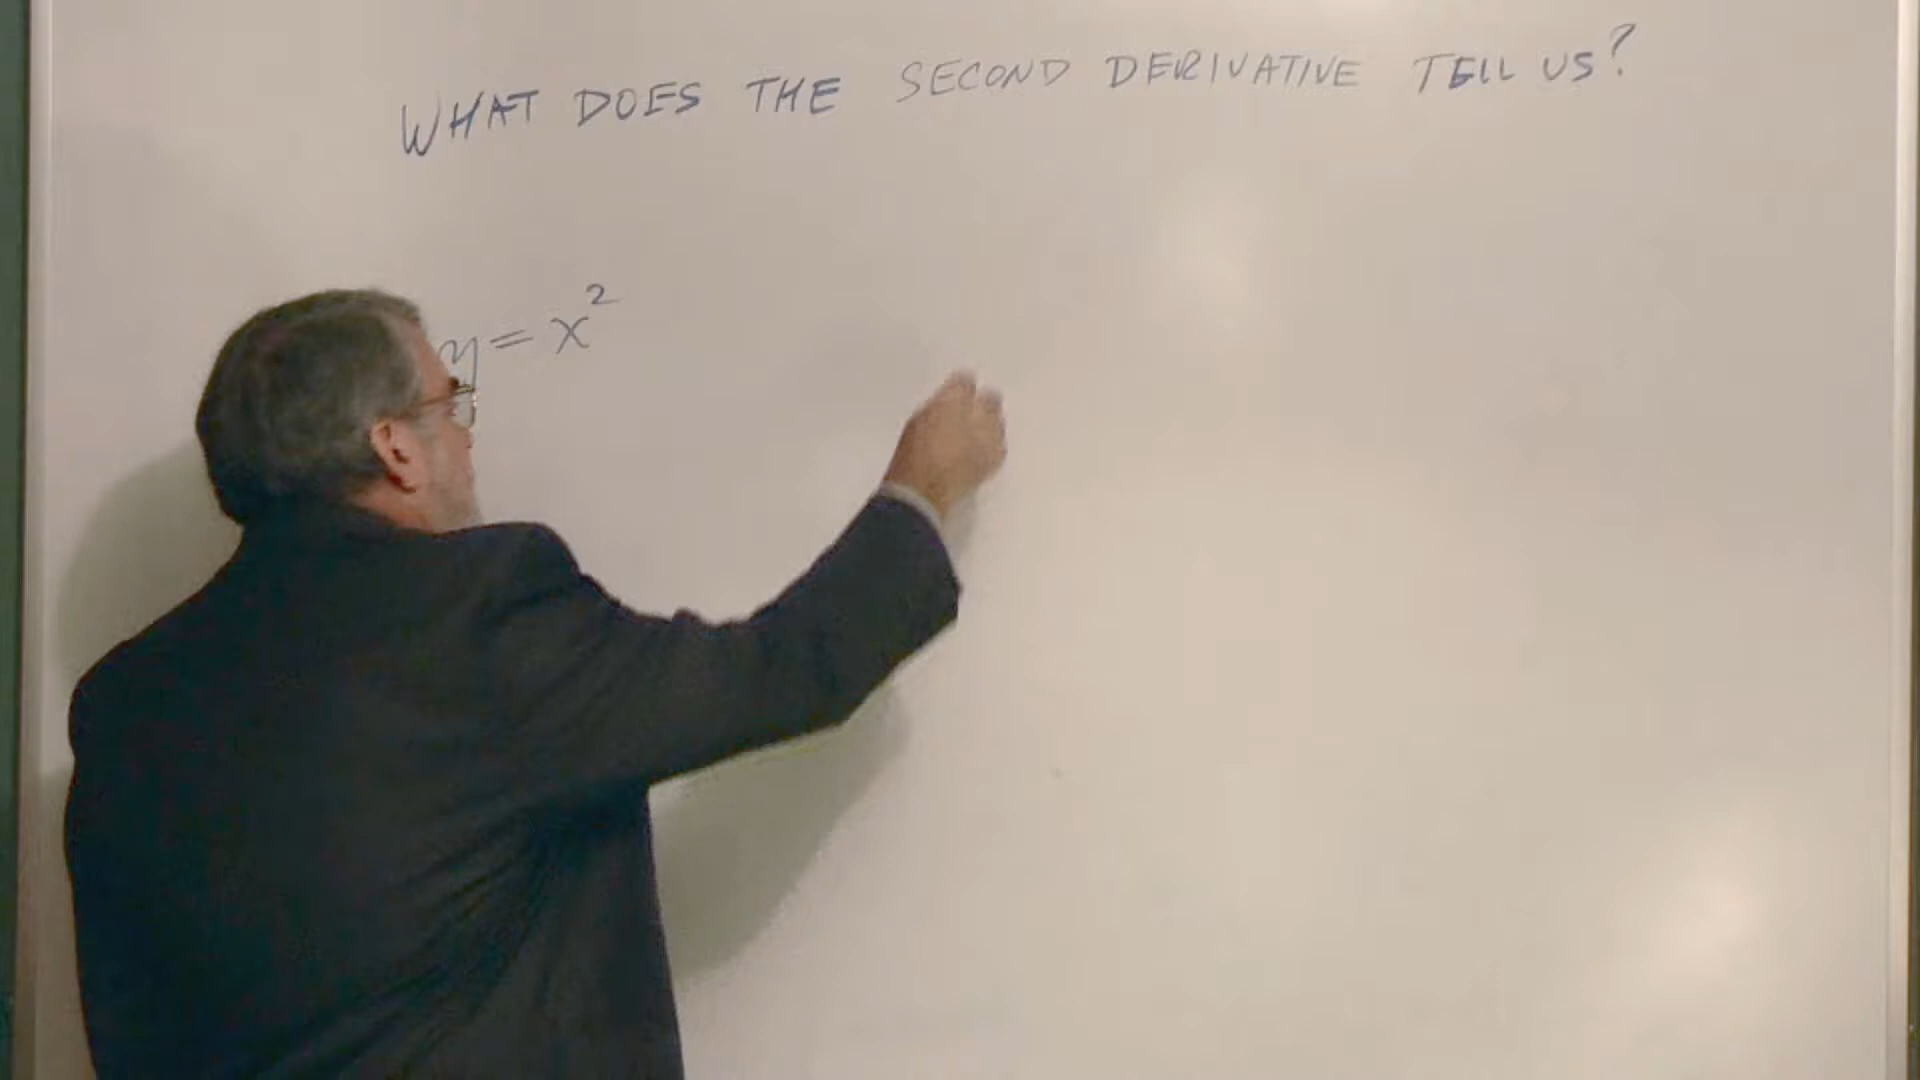 WHAT DOES THE SECOND DERIVATIVE TELL US?
y = x²